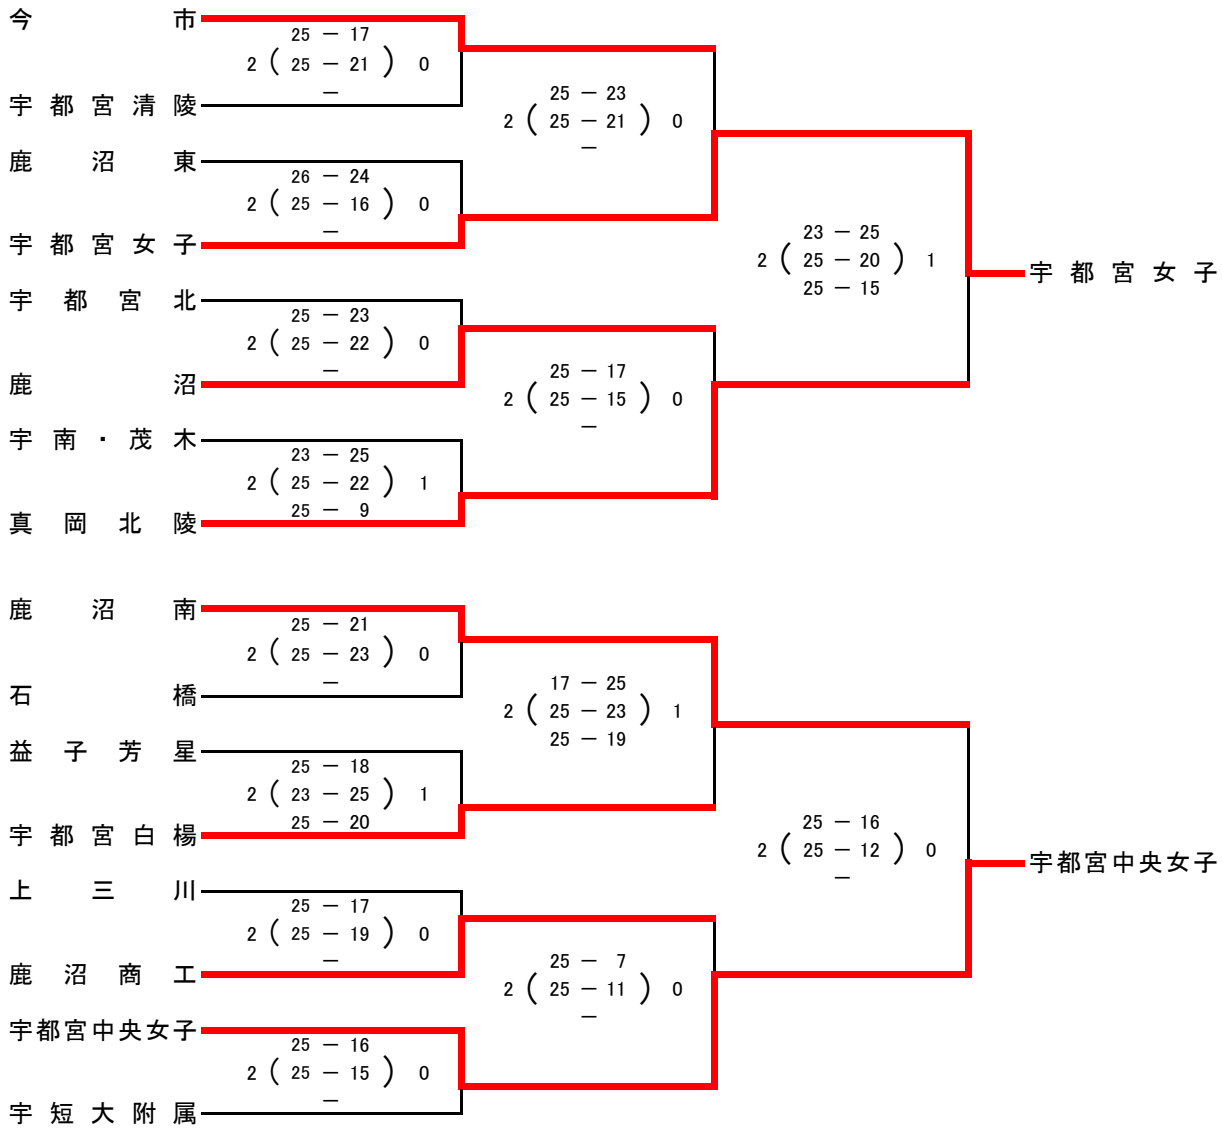 今市
25 － 17
2 ( 25 － 21 ) 0
－
宇都宮清陵
25 － 23
2 ( 25 － 21 ) 0
－
鹿沼東
26 － 24
2 ( 25 － 16 ) 0
－
宇都宮女子
23 － 25
2 ( 25 － 20 ) 1
25 － 15
宇都宮女子
宇都宮北
25 － 23
2 ( 25 － 22 ) 0
－
鹿沼
25 － 17
2 ( 25 － 15 ) 0
－
宇南・茂木
23 － 25
2 ( 25 － 22 ) 1
25 － 9
真岡北陵
鹿沼南
25 － 21
2 ( 25 － 23 ) 0
－
石橋
17 － 25
2 ( 25 － 23 ) 1
25 － 19
益子芳星
25 － 18
2 ( 23 － 25 ) 1
25 － 20
宇都宮白楊
25 － 16
2 ( 25 － 12 ) 0
－
宇都宮中央女子
上三川
25 － 17
2 ( 25 － 19 ) 0
－
鹿沼商工
25 － 7
2 ( 25 － 11 ) 0
－
宇都宮中央女子
25 － 16
2 ( 25 － 15 ) 0
－
宇短大附属